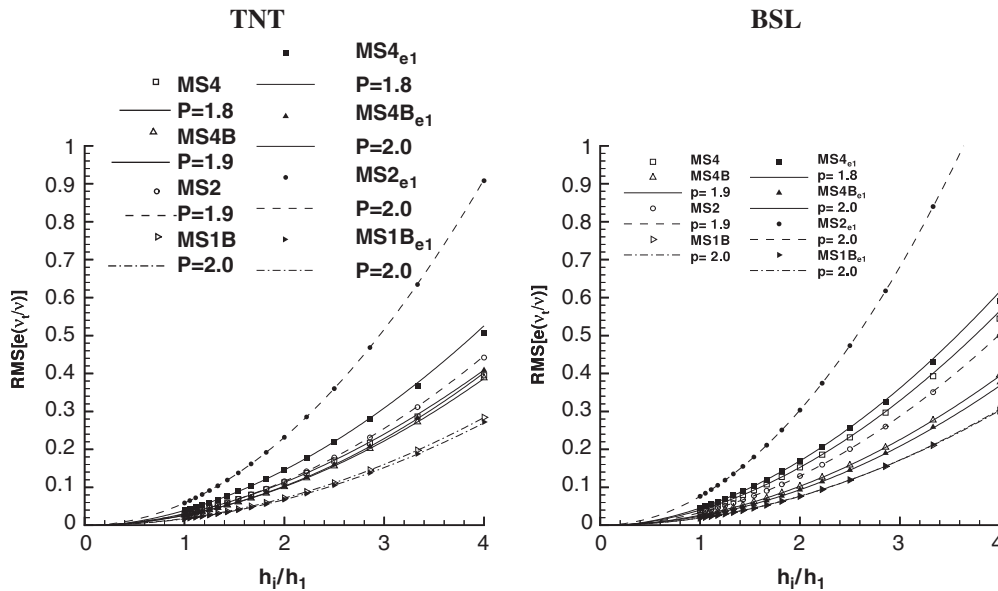 TNT
MS4
P=1.8
MS4B
P=1.9
MS2
P=1.9
MS1B
P=2.0
MS4e1
P=1.8
MS4Be1
P=2.0
MS2e1
P=2.0
MS1Be1
P=2.0
RMS[e(νt/ν)]
1
0.9
0.8
0.7
0.6
0.5
0.4
0.3
0.2
0.1
0
0 1 2 3 4
hi/h1
BSL
MS4
MS4B
p= 1.9
MS2
p= 1.9
MS1B
p= 2.0
MS4e1
p= 1.8
MS4Be1
p= 2.0
MS2e1
p= 2.0
MS1Be1
p= 2.0
RMS[e(νt/ν)]
1
0.9
0.8
0.7
0.6
0.5
0.4
0.3
0.2
0.1
0
0 1 2 3 4
hi/h1